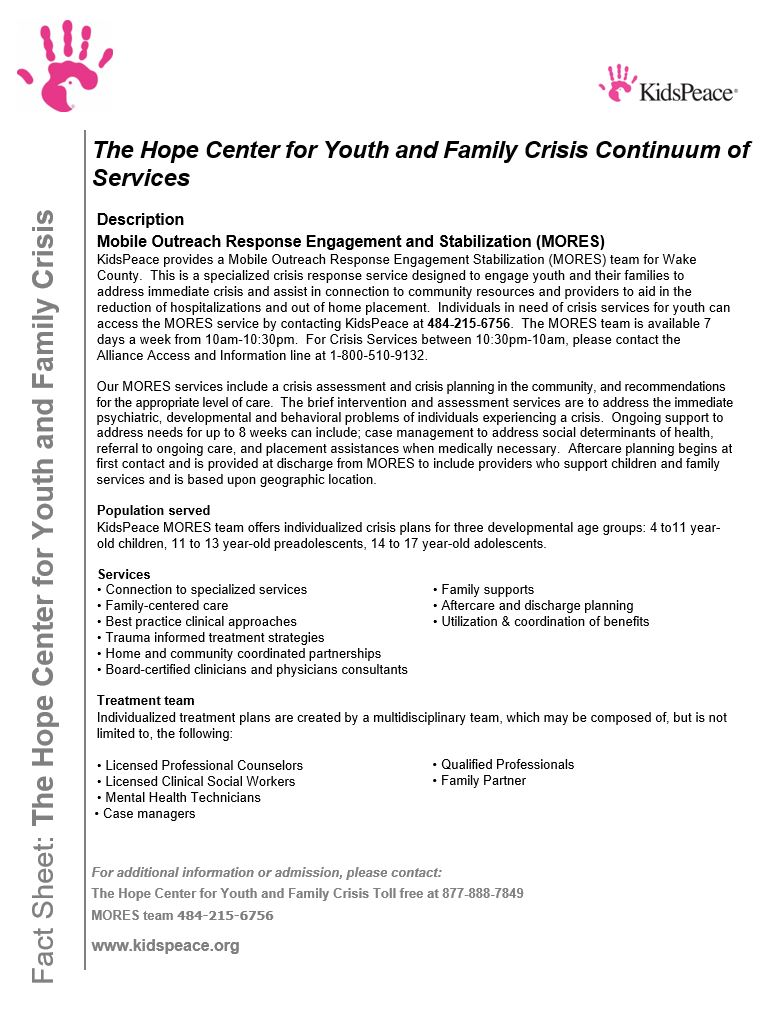 KidsPeace®
The Hope Center for Youth and Family Crisis Continuum of
Services
Description
Mobile Outreach Response Engagement and Stabilization (MORES)
KidsPeace provides a Mobile Outreach Response Engagement Stabilization (MORES) team for Wake
County.  This is a specialized crisis response service designed to engage youth and their families to
address immediate crisis and assist in connection to community resources and providers to aid in the
reduction of hospitalizations and out of home placement.  Individuals in need of crisis services for youth can
access the MORES service by contacting KidsPeace at 484-215-6756.  The MORES team is available 7
days a week from 10am-10:30pm.  For Crisis Services between 10:30pm-10am, please contact the
Alliance Access and Information line at 1-800-510-9132.
Our MORES services include a crisis assessment and crisis planning in the community, and recommendations
for the appropriate level of care.  The brief intervention and assessment services are to address the immediate
psychiatric, developmental and behavioral problems of individuals experiencing a crisis.  Ongoing support to
address needs for up to 8 weeks can include; case management to address social determinants of health,
referral to ongoing care, and placement assistances when medically necessary.  Aftercare planning begins at
first contact and is provided at discharge from MORES to include providers who support children and family
services and is based upon geographic location.
Population served
KidsPeace MORES team offers individualized crisis plans for three developmental age groups: 4 to11 year-
old children, 11 to 13 year-old preadolescents, 14 to 17 year-old adolescents.
Services
• Connection to specialized services
• Family-centered care
• Best practice clinical approaches
• Trauma informed treatment strategies
• Home and community coordinated partnerships
• Board-certified clinicians and physicians consultants
• Family supports
• Aftercare and discharge planning
• Utilization & coordination of benefits
Treatment team
Individualized treatment plans are created by a multidisciplinary team, which may be composed of, but is not
limited to, the following:
• Licensed Professional Counselors
• Licensed Clinical Social Workers
• Mental Health Technicians
• Case managers
• Qualified Professionals
• Family Partner
For additional information or admission, please contact:
The Hope Center for Youth and Family Crisis Toll free at 877-888-7849
MORES team 484-215-6756
www.kidspeace.org
Fact Sheet: The Hope Center for Youth and Family Crisis